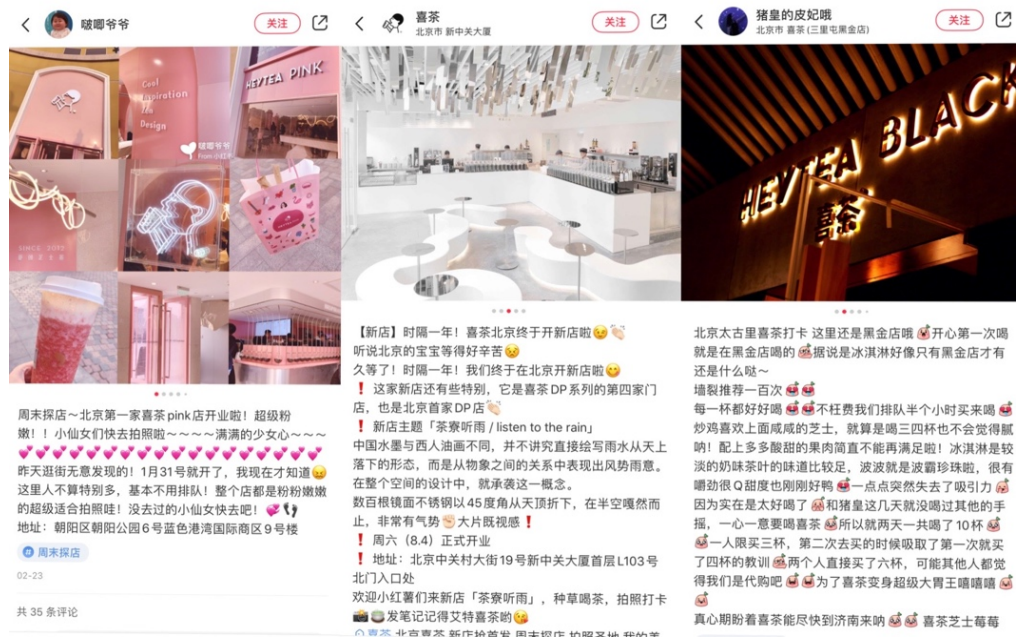 啵唧爷爷
关注
Cool
Inspiration
Into
Design
HEYTEA PINK
啵唧爷爷
周末探店～北京第一家喜茶pink店开业啦！超级粉
嫩！！小仙女们快去拍照啦～～～～满满的少女心～～～
💕💕💕💕💕💕💕💕💕💕💕💕💕💕💕💕💕💕
昨天逛街无意发现的！1月31号就开了，我现在才知道😖
这里人不算特别多，基本不用排队！整个店都是粉粉嫩嫩
的超级适合拍照哇！没去过的小仙女快去吧！💞👣
地址：朝阳区朝阳公园6号蓝色港湾国际商区9号楼
# 周末探店
02-23
共 35 条评论
喜茶
北京市 新中关大厦
关注
【新店】时隔一年！喜茶北京终于开新店啦😉👏🏻
听说北京的宝宝等得好辛苦😉
久等了！时隔一年！我们终于在北京开新店啦😋
❗ 这家新店还有些特别，它是喜茶DP系列的第四家门
店，也是北京首家DP店👏🏻
❗ 新店主题「茶寮听雨 / listen to the rain」
中国水墨与西人油画不同，并不讲究直接绘写雨水从天上
落下的形态，而是从物象之间的关系中表现出风势雨意。
在整个空间的设计中，就承袭这一概念。
数百根镜面不锈钢以45度角从天顶折下，在半空嘎然而
止，非常有气势✊🏻大片既视感❗
❗ 周六（8.4）正式开业
❗ 地址：北京中关村大街19号新中关大厦首层L103号
北门入口处
欢迎小红薯们来新店「茶寮听雨」，种草喝茶，拍照打卡
📸🍵发笔记记得艾特喜茶哟😘
猪皇的皮妃哦
北京市 喜茶(三里屯黑金店)
关注
HEYTEA BLACK
喜茶
北京太古里喜茶打卡 这里还是黑金店哦 开心第一次喝
就是在黑金店喝的 据说是冰淇淋好像只有黑金店才有
还是什么哒～
墙裂推荐一百次
每一杯都好好喝 不枉费我们排队半个小时买来喝
炒鸡喜欢上面咸咸的芝士，就算是喝三四杯也不会觉得腻
呐！配上多多酸甜的果肉简直不能再满足啦！冰淇淋是较
淡的奶味茶叶的味道比较足，波波就是波霸珍珠啦，很有
嚼劲很Q甜度也刚刚好鸭 一点点突然失去了吸引力
因为实在是太好喝了 和猪皇这几天就没喝过其他的手
摇，一心一意要喝喜茶 所以就两天一共喝了10杯
一人限买三杯，第二次去买的时候吸取了第一次就买
了四杯的教训 两个人直接买了六杯，可能其他人都觉
得我们是代购吧 为了喜茶变身超级大胃王嘻嘻嘻
真心期盼着喜茶能尽快到济南来呐 喜茶芝士莓莓